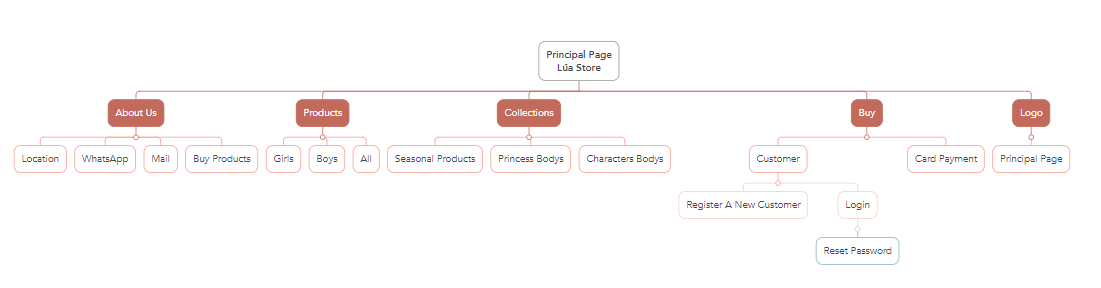 Principal Page
Lúa Store
About Us
Products
Collections
Buy
Logo
Location
WhatsApp
Mail
Buy Products
Girls
Boys
All
Seasonal Products
Princess Bodys
Characters Bodys
Customer
Card Payment
Principal Page
Register A New Customer
Login
Reset Password